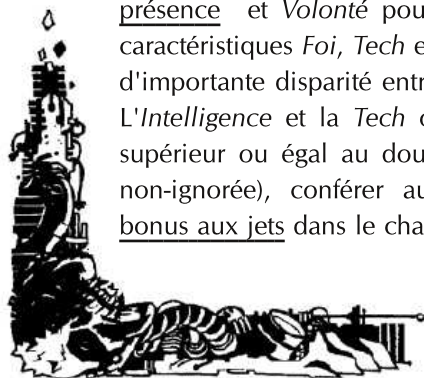 présence et Volonté pou
caractéristiques Foi, Tech e
d'importante disparité entr
L'Intelligence et la Tech
supérieur ou égal au dou
non-ignorée), conférer au
bonus aux jets dans le cha